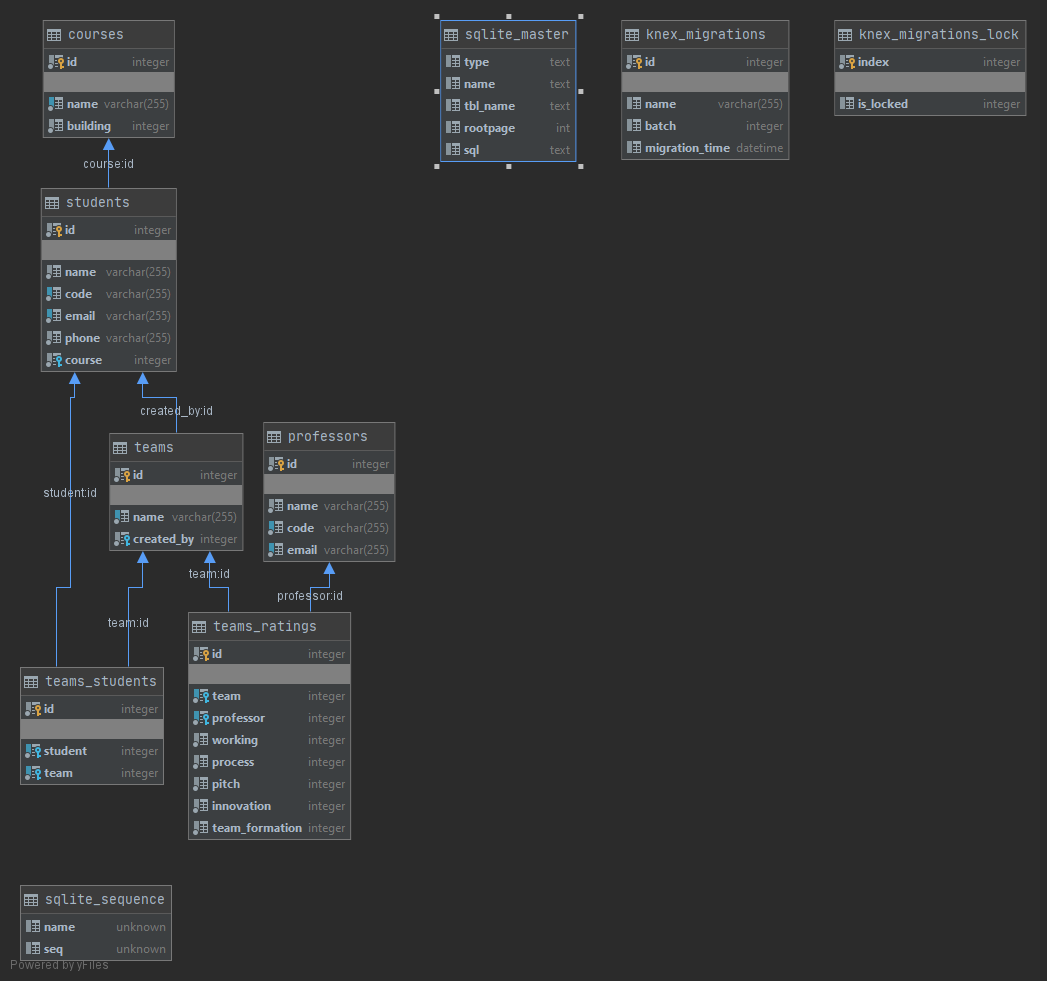 courses
id integer
name varchar(255)
building integer
course:id
students
id integer
name varchar(255)
code varchar(255)
email varchar(255)
phone varchar(255)
course integer
created_by:id
student:id
teams
id integer
name varchar(255)
created_by integer
professors
id integer
name varchar(255)
code varchar(255)
email varchar(255)
team:id
professor:id
team:id
teams_ratings
id integer
team integer
professor integer
working integer
process integer
pitch integer
innovation integer
team_formation integer
teams_students
id integer
student integer
team integer
sqlite_sequence
name unknown
seq unknown
sqlite_master
type text
name text
tbl_name text
rootpage int
sql text
knex_migrations
id integer
name varchar(255)
batch integer
migration_time datetime
knex_migrations_lock
index integer
is_locked integer
Powered by yFiles